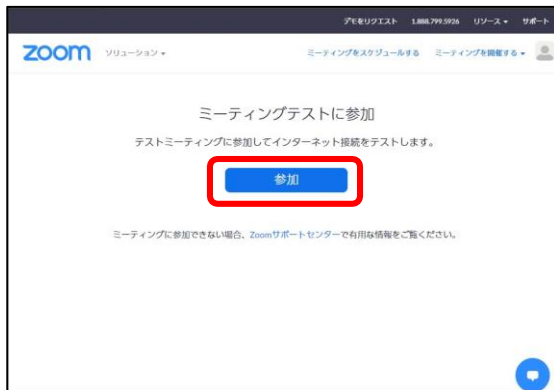 デモをリクエスト 1.888.799.5926 リソース サポート
zoom ソリューション ミーティングをスケジュールする ミーティングを開催する
ミーティングテストに参加
テストミーティングに参加してインターネット接続をテストします。
参加
ミーティングに参加できない場合、Zoomサポートセンターで有用な情報をご覧ください。